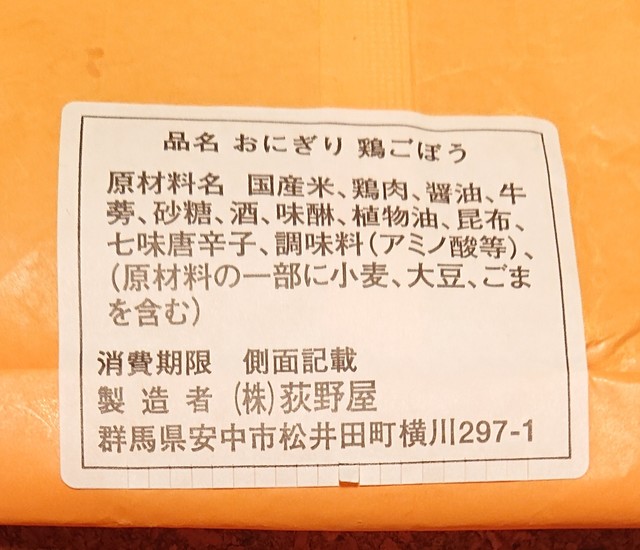 品名 おにぎり 鶏ごぼう
原材料名 国産米、鶏肉、醤油、牛
蒡、砂糖、酒、味醂、植物油、昆布、
七味唐辛子、調味料(アミノ酸等)、
(原材料の一部に小麦、大豆、ごま
を含む)
消費期限 側面記載
製造者 (株)荻野屋
群馬県安中市松井田町横川297-1